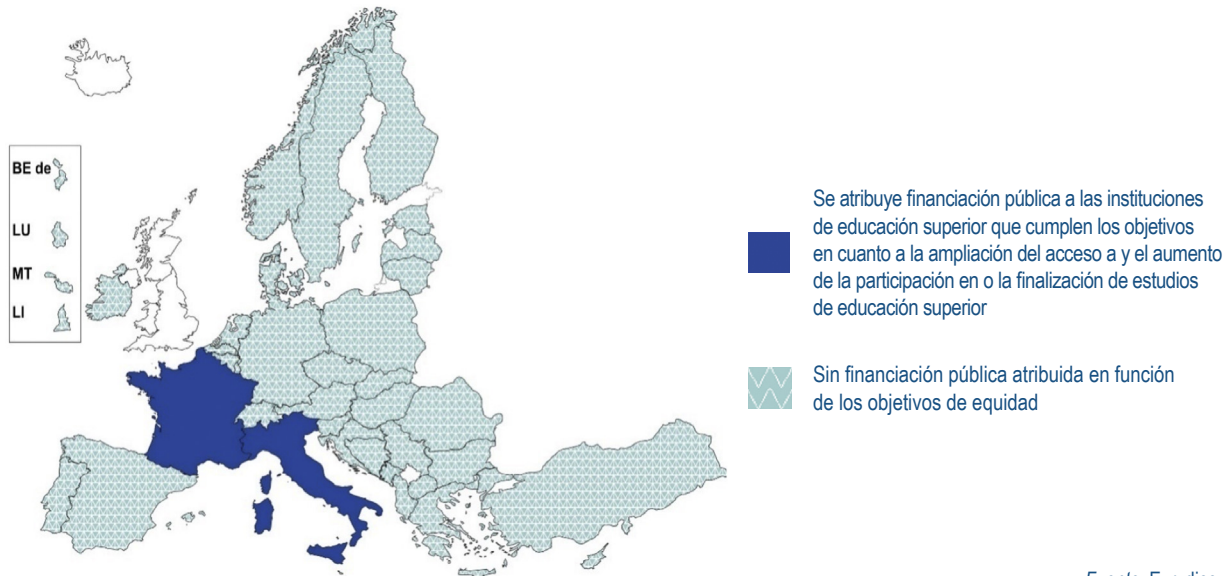 BE de
LU
MT
LI
Se atribuye financiación pública a las instituciones
de educación superior que cumplen los objetivos
en cuanto a la ampliación del acceso a y el aumento
de la participación en o la finalización de estudios
de educación superior
Sin financiación pública atribuida en función
de los objetivos de equidad